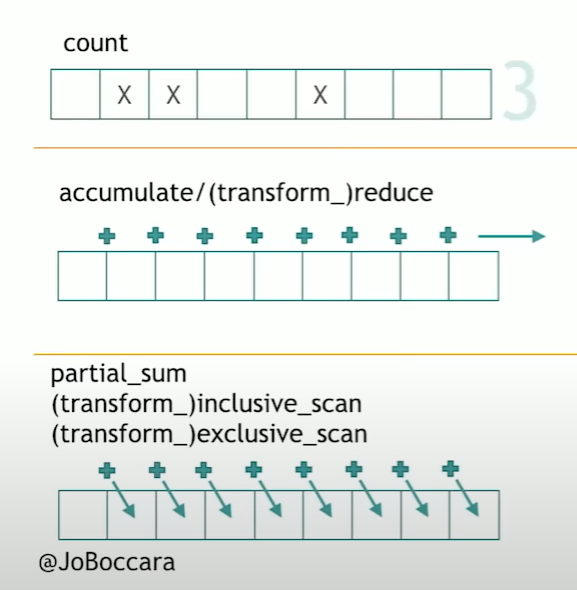 count
X X X
3
accumulate/(transform_)reduce
partial_sum
(transform_)inclusive_scan
(transform_)exclusive_scan
@JoBoccara